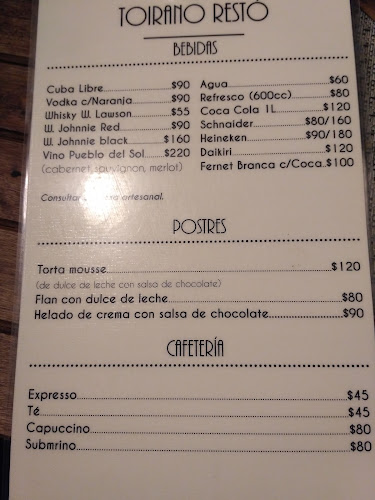 TOIRANO RESTÓ
BEBIDAS
Cuba Libre $90
Vodka c/Naranja $90
Whisky W. Lawson $55
W. Johnnie Red $90
W. Johnnie black $160
Vino Pueblo del Sol $220
(cabernet, sauvignon, merlot)
Agua $60
Refresco (600cc) $80
Coca Cola 1L $120
Schnaider $80/160
Heineken $90/180
Daikiri $120
Fernet Branca c/Coca $100
Consultar artesanal.
POSTRES
Torta mousse $120
(de dulce de leche con salsa de chocolate)
Flan con dulce de leche $80
Helado de crema con salsa de chocolate $90
CAFETERÍA
Expresso $45
Té $45
Capuccino $80
Submrino $80